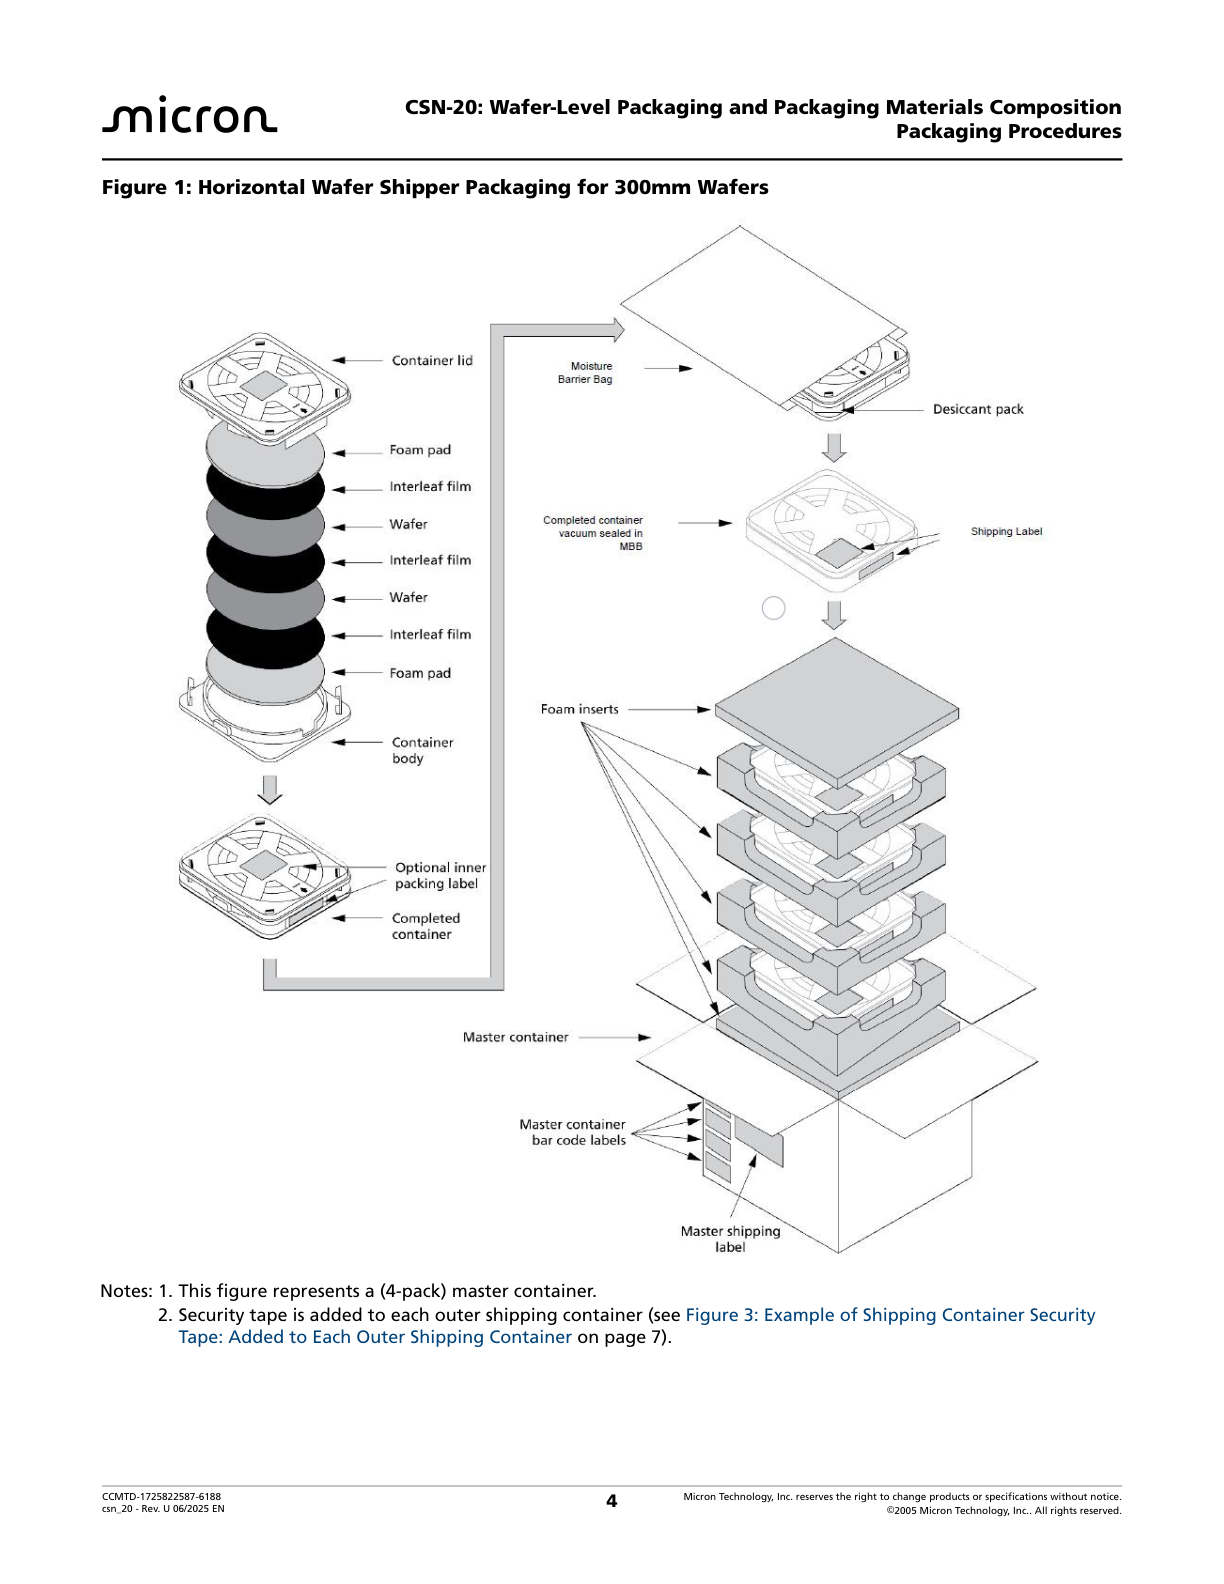 micron
CSN-20: Wafer-Level Packaging and Packaging Materials Composition
Packaging Procedures
Figure 1: Horizontal Wafer Shipper Packaging for 300mm Wafers
Container lid
Foam pad
Interleaf film
Wafer
Interleaf film
Wafer
Interleaf film
Foam pad
Container
body
Optional inner
packing label
Completed
container
Moisture
Barrier Bag
Desiccant pack
Completed container
vacuum sealed in
MBB
Shipping Label
Foam inserts
Master container
Master container
bar code labels
Master shipping
label
Notes: 1. This figure represents a (4-pack) master container.
2. Security tape is added to each outer shipping container (see Figure 3: Example of Shipping Container Security
Tape: Added to Each Outer Shipping Container on page 7).
CCMTD-1725822587-6188
csn_20 - Rev. U 06/2025 EN
4
Micron Technology, Inc. reserves the right to change products or specifications without notice.
©2005 Micron Technology, Inc.. All rights reserved.